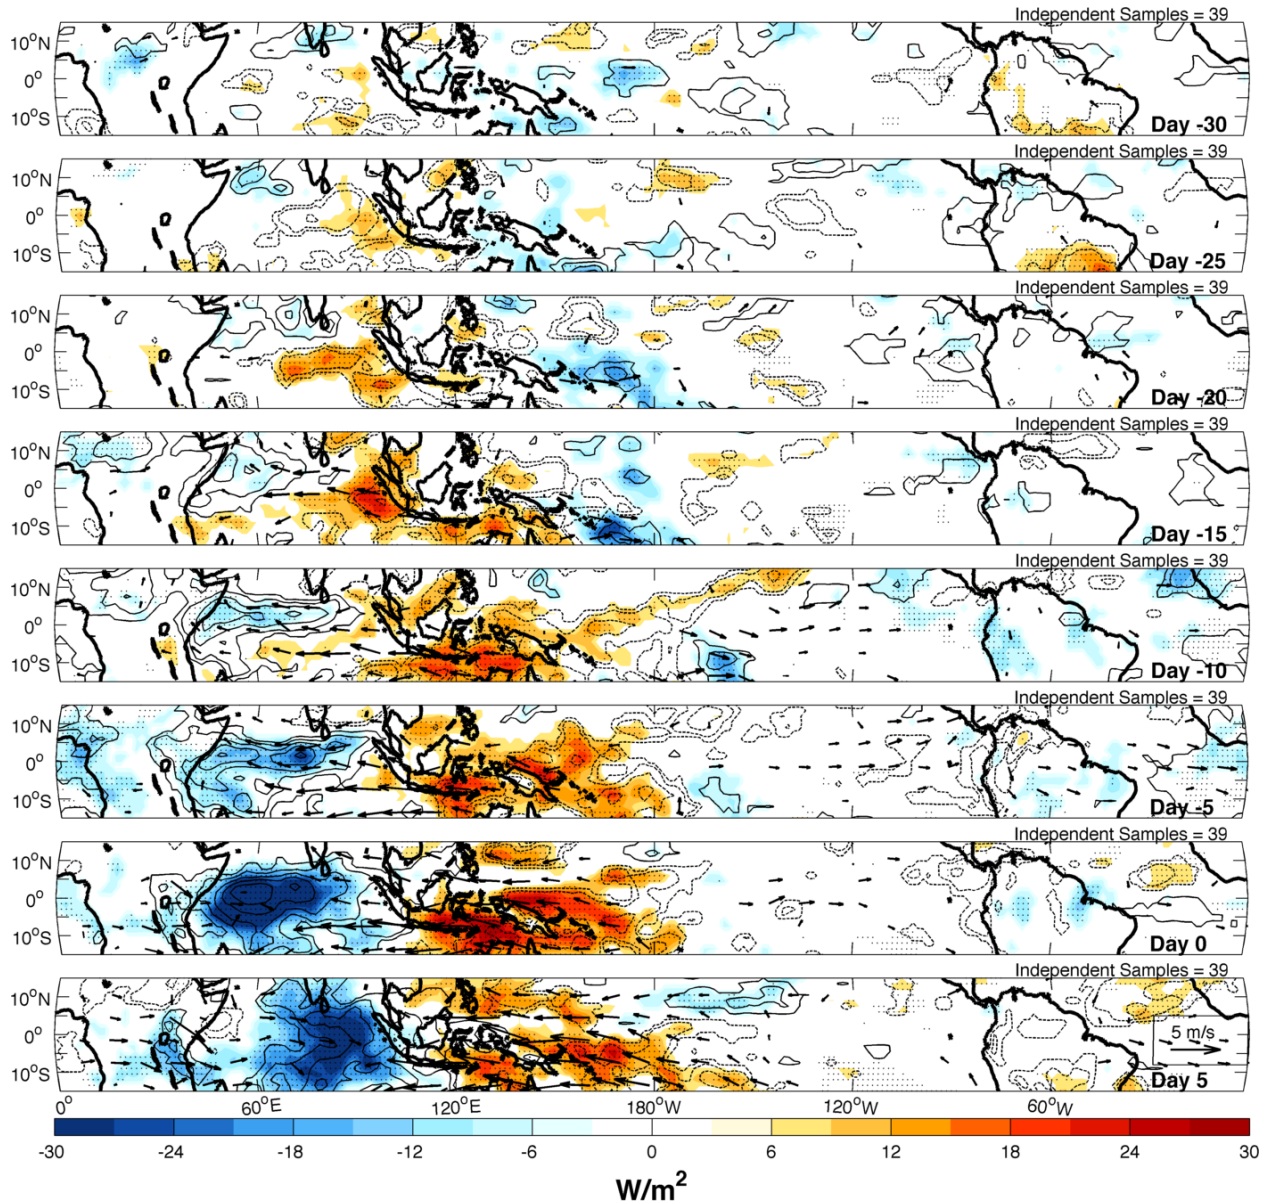 Independent Samples = 39
10°N
0°
10°S
Day -30
Independent Samples = 39
10°N
0°
10°S
Day -25
Independent Samples = 39
10°N
0°
10°S
Day -20
Independent Samples = 39
10°N
0°
10°S
Day -15
Independent Samples = 39
10°N
0°
10°S
Day -10
Independent Samples = 39
10°N
0°
10°S
Day -5
Independent Samples = 39
10°N
0°
10°S
Day 0
Independent Samples = 39
10°N
0°
5 m/s
10°S
Day 5
0° 60°E 120°E 180°W 120°W 60°W
-30 -24 -18 -12 -6 0 6 12 18 24 30
W/m²